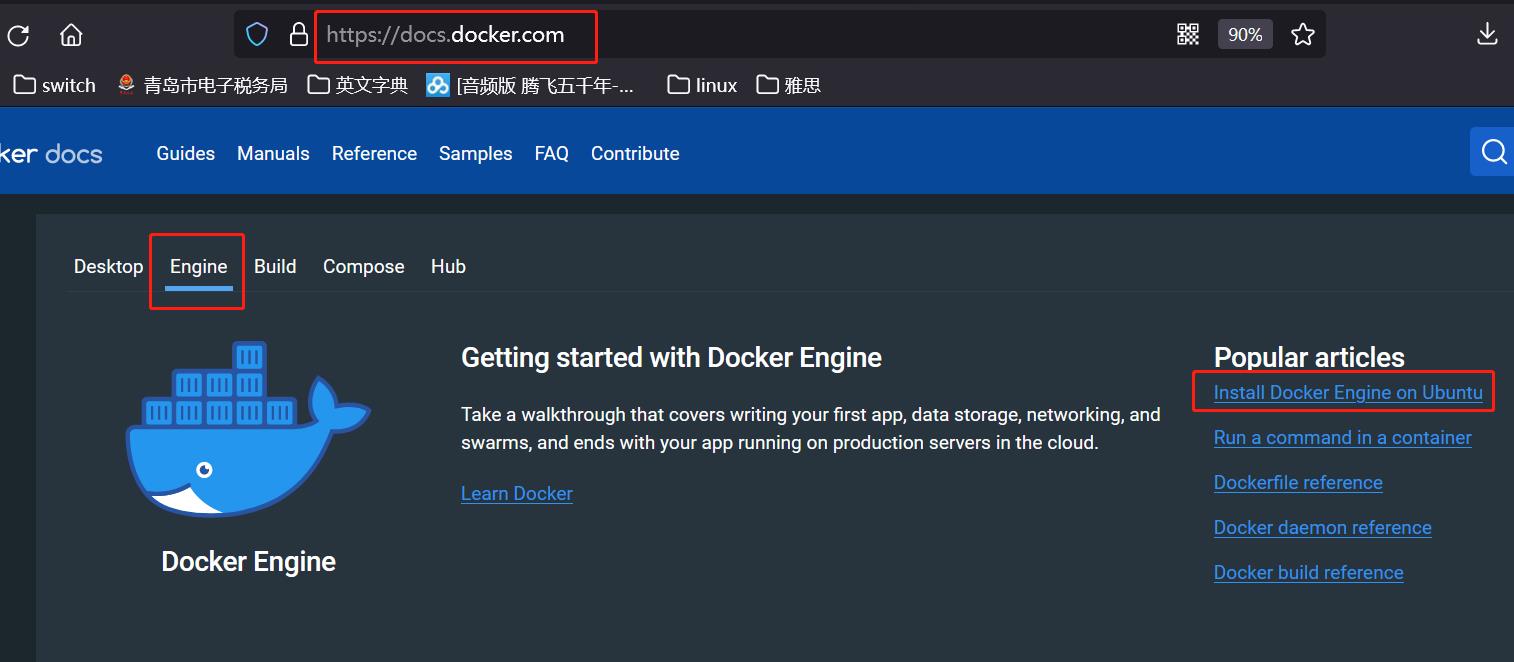 https://docs.docker.com
90%
switch 青岛市电子税务局 英文字典 [音频版 腾飞五千年-... linux 雅思
ker docs Guides Manuals Reference Samples FAQ Contribute
Desktop Engine Build Compose Hub
Getting started with Docker Engine
Take a walkthrough that covers writing your first app, data storage, networking, and
swarms, and ends with your app running on production servers in the cloud.
Learn Docker
Docker Engine
Popular articles
Install Docker Engine on Ubuntu
Run a command in a container
Dockerfile reference
Docker daemon reference
Docker build reference